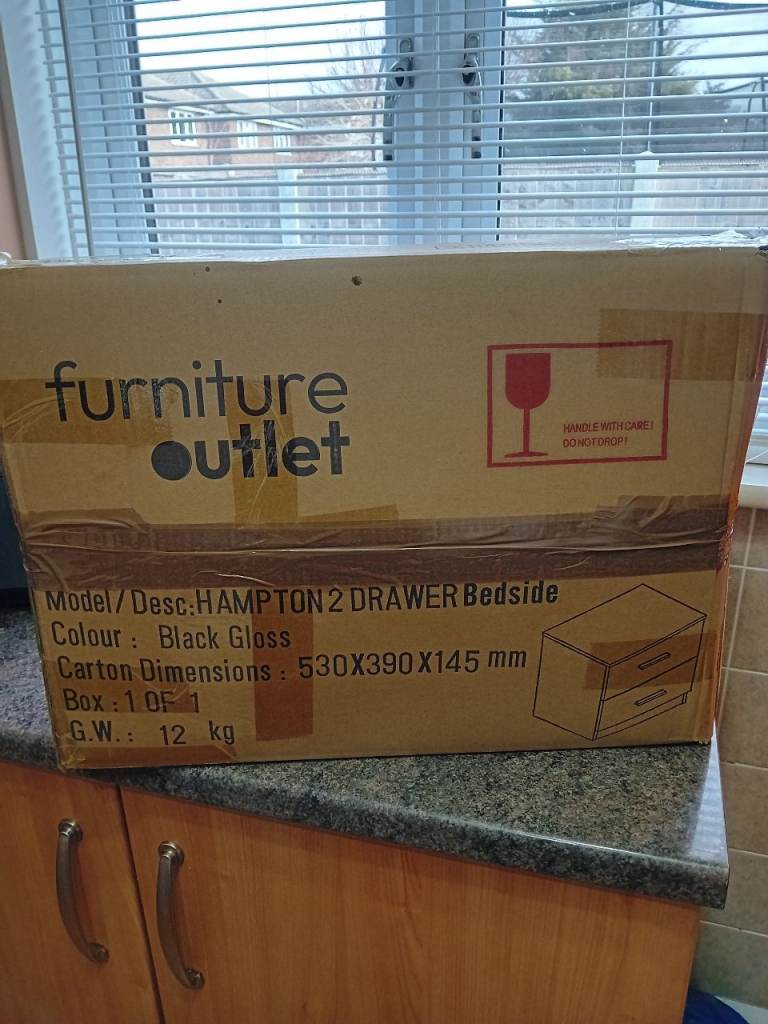 furniture
outlet
HANDLE WITH CARE!
DO NOT DROP!
Model/Desc:HAMPTON 2 DRAWER Bedside
Colour: Black Gloss
Carton Dimensions: 530X390X145 mm
Box: 1 OF 1
G.W.: 12 kg